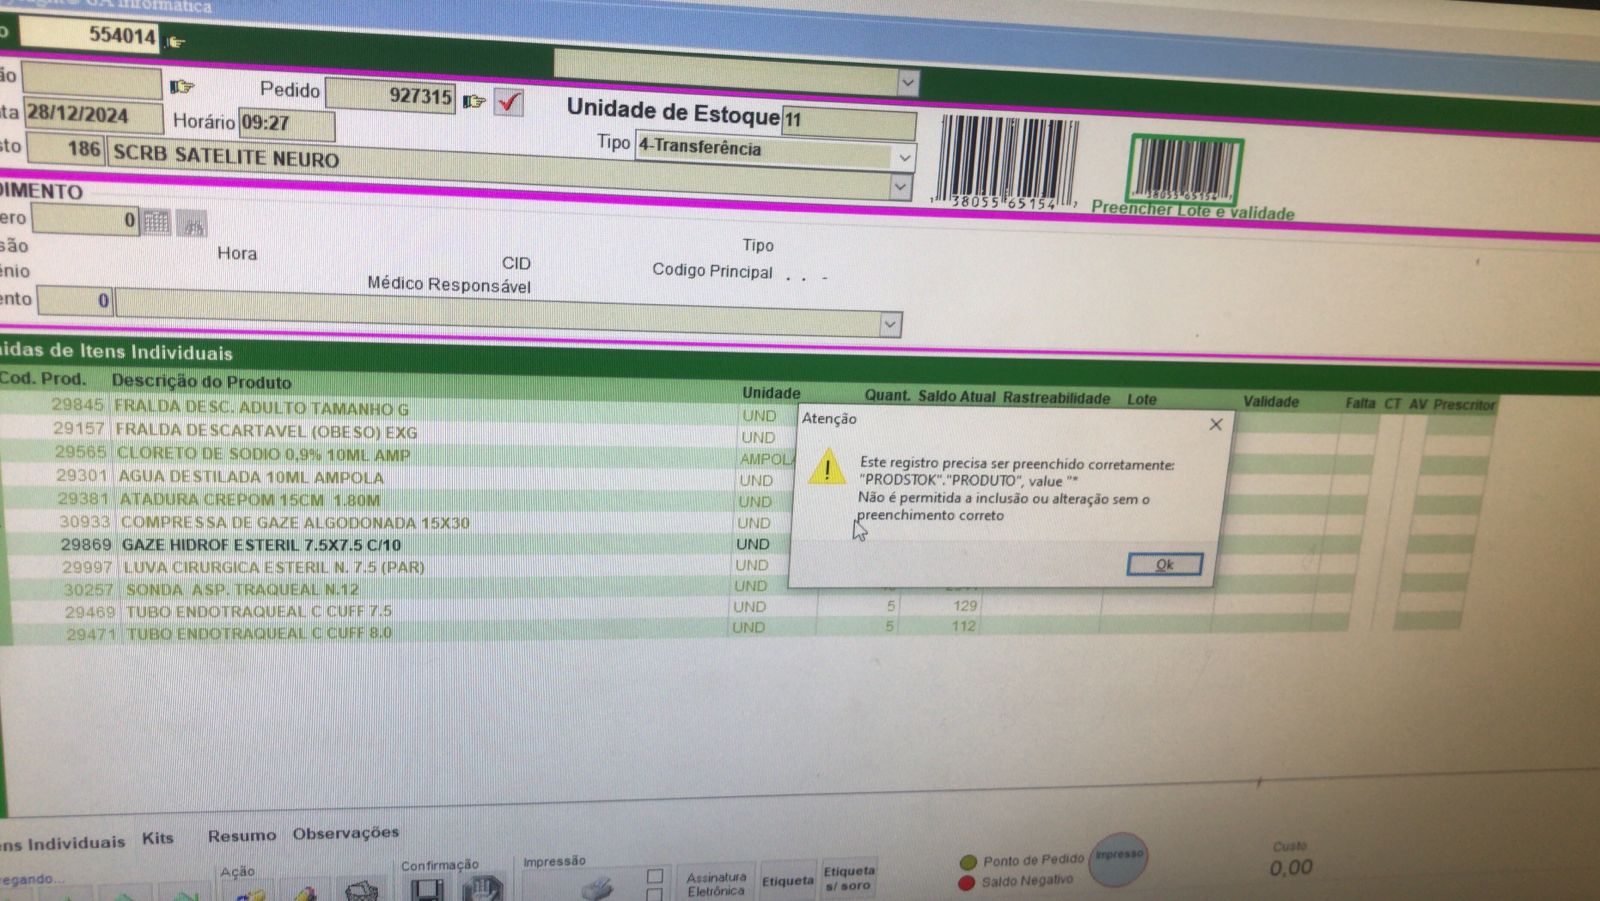 Informática
554014
Pedido 927315
28/12/2024 Horário 09:27
Unidade de Estoque 11
Tipo 4-Transferência
186 SCRB SATELITE NEURO
38055 65154
38055 65154
Preencher Lote e validade
DIMENTO
ero 0
são
Hora
CID
Tipo
ênio
Médico Responsável
Codigo Principal . . -
ento 0
idas de Itens Individuais
Cod. Prod. Descrição do Produto Unidade Quant. Saldo Atual Rastreabilidade Lote Validade Falta CT AV Prescritor
29845 FRALDA DESC. ADULTO TAMANHO G UND
29157 FRALDA DESCARTAVEL (OBESO) EXG UND
29565 CLORETO DE SODIO 0,9% 10ML AMP AMPOL
29301 AGUA DESTILADA 10ML AMPOLA UND
29381 ATADURA CREPOM 15CM 1.80M UND
30933 COMPRESSA DE GAZE ALGODONADA 15X30 UND
29869 GAZE HIDROF ESTERIL 7.5X7.5 C/10 UND
29997 LUVA CIRURGICA ESTERIL N. 7.5 (PAR) UND
30257 SONDA ASP. TRAQUEAL N.12 UND
29469 TUBO ENDOTRAQUEAL C CUFF 7.5 UND 5 129
29471 TUBO ENDOTRAQUEAL C CUFF 8.0 UND 5 112
Atenção
Este registro precisa ser preenchido corretamente:
"PRODSTOK"."PRODUTO", value "*
Não é permitida a inclusão ou alteração sem o
preenchimento correto
Ok
ens Individuais Kits Resumo Observações
egando...
Ação
Confirmação
Impressão
Assinatura
Eletrônica
Etiqueta
Etiqueta
s/ soro
Ponto de Pedido
Saldo Negativo
Impresso
Custo
0,00